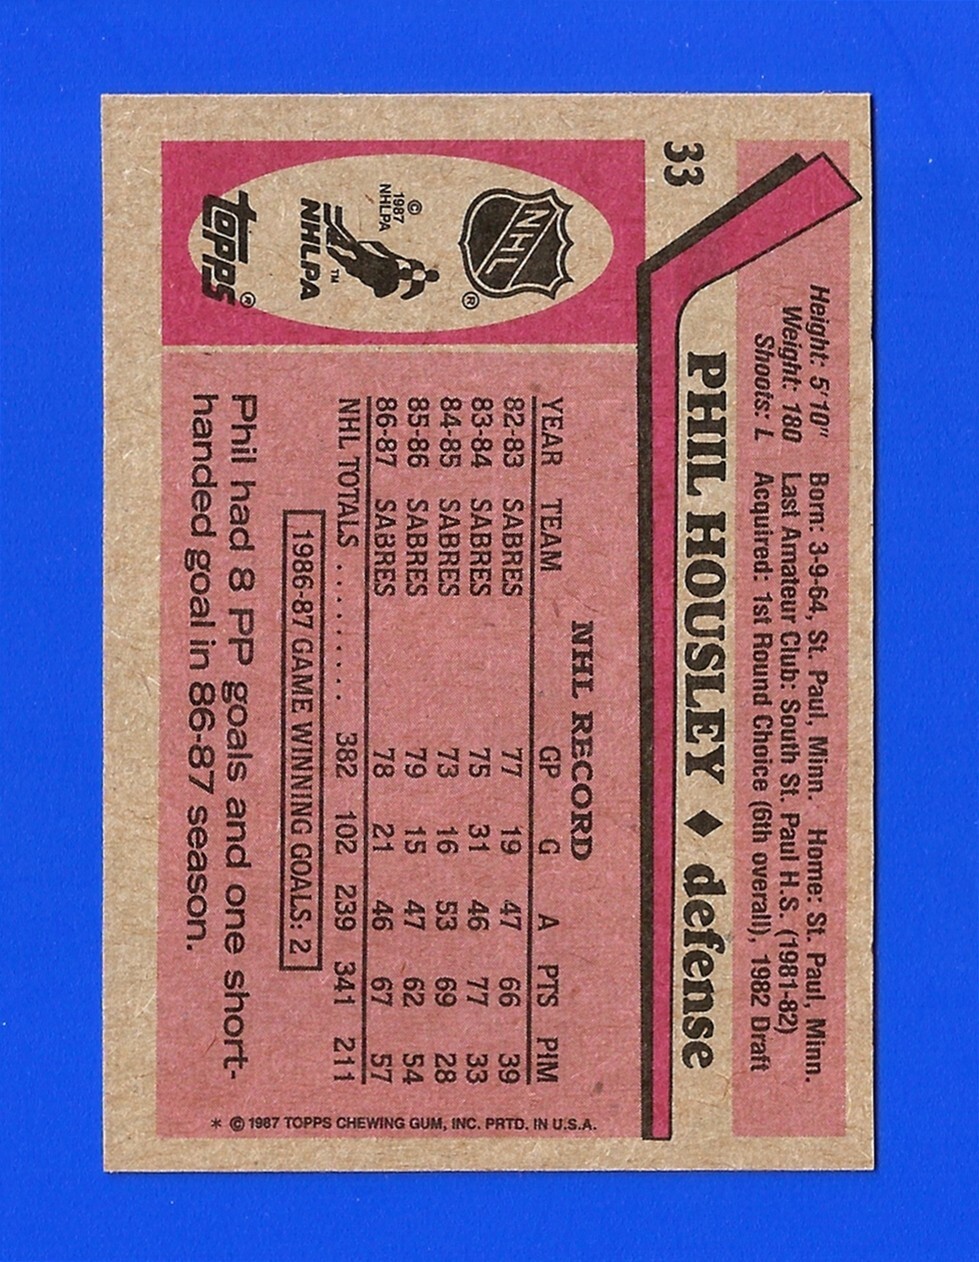 33
Height: 5'10" Born: 3-9-64, St. Paul, Minn. Home: St. Paul, Minn.
Weight: 180 Last Amateur Club: South St. Paul H.S. (1981-82)
Shoots: L Acquired: 1st Round Choice (6th overall), 1982 Draft
PHIL HOUSLEY ♦ defense
NHL
®
© 1987 NHLPA
NHLPA
™
Topps®
NHL RECORD
YEAR TEAM GP G A PTS PIM
82-83 SABRES 77 19 47 66 39
83-84 SABRES 75 31 46 77 33
84-85 SABRES 73 16 53 69 28
85-86 SABRES 79 15 47 62 54
86-87 SABRES 78 21 46 67 57
NHL TOTALS ......... 382 102 239 341 211
1986-87 GAME WINNING GOALS: 2
Phil had 8 PP goals and one short-
handed goal in 86-87 season.
* © 1987 TOPPS CHEWING GUM, INC. PRTD. IN U.S.A.